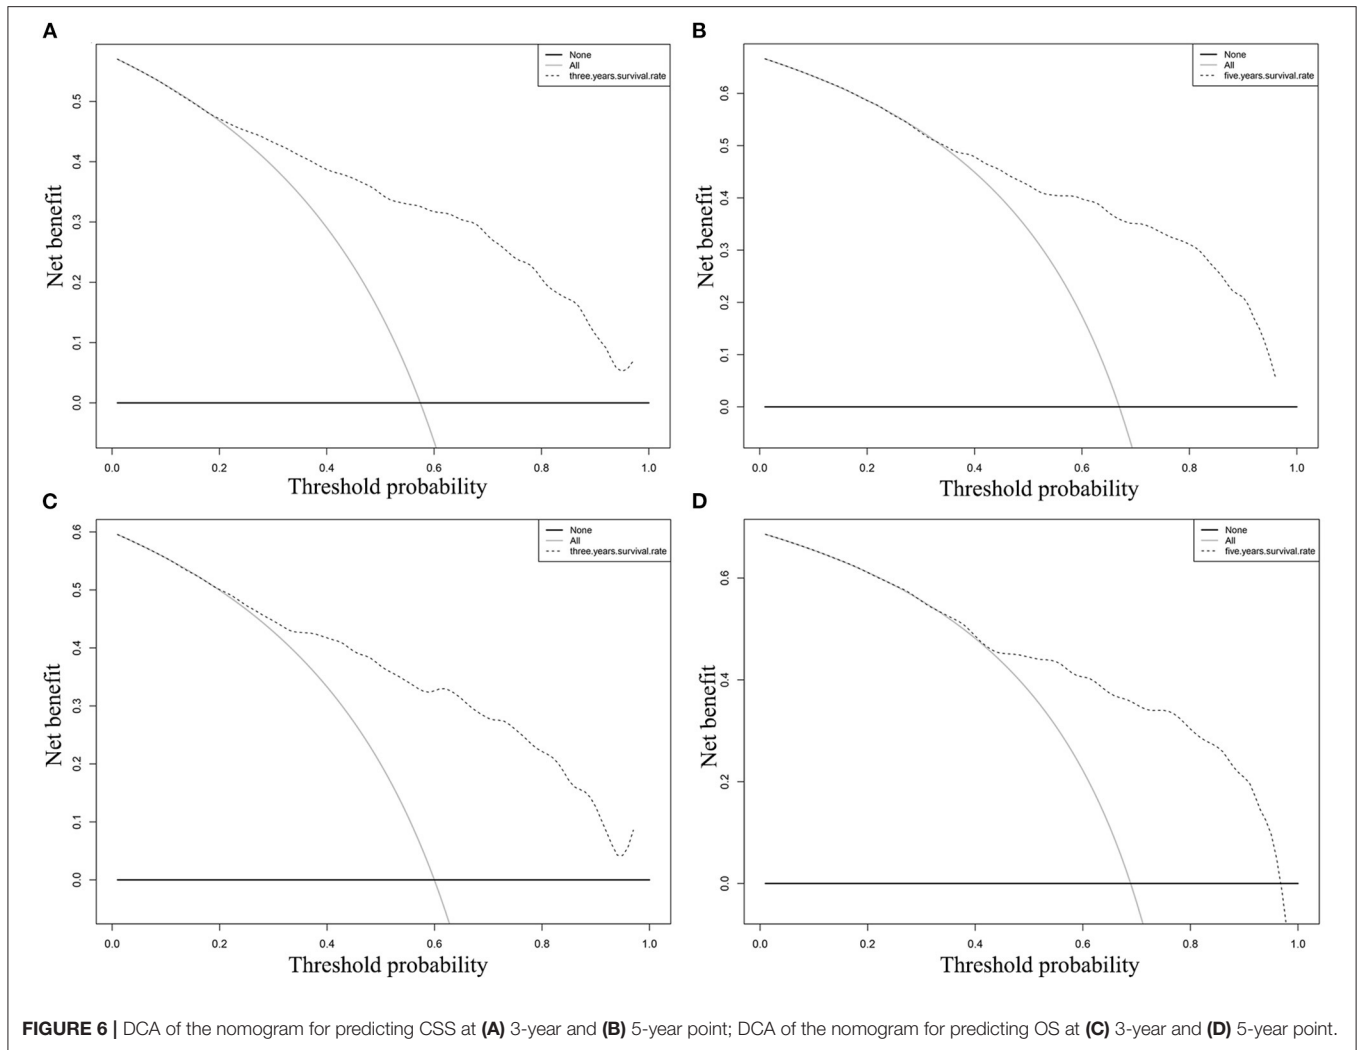 A
None
All
three.years.survival.rate
0.5
0.4
0.3
0.2
0.1
0.0
Net benefit
0.0 0.2 0.4 0.6 0.8 1.0
Threshold probability
B
None
All
five.years.survival.rate
0.6
0.5
0.4
0.3
0.2
0.1
0.0
Net benefit
0.0 0.2 0.4 0.6 0.8 1.0
Threshold probability
C
None
All
three.years.survival.rate
0.6
0.5
0.4
0.3
0.2
0.1
0.0
Net benefit
0.0 0.2 0.4 0.6 0.8 1.0
Threshold probability
D
None
All
five.years.survival.rate
0.6
0.4
0.2
0.0
Net benefit
0.0 0.2 0.4 0.6 0.8 1.0
Threshold probability
FIGURE 6 | DCA of the nomogram for predicting CSS at (A) 3-year and (B) 5-year point; DCA of the nomogram for predicting OS at (C) 3-year and (D) 5-year point.